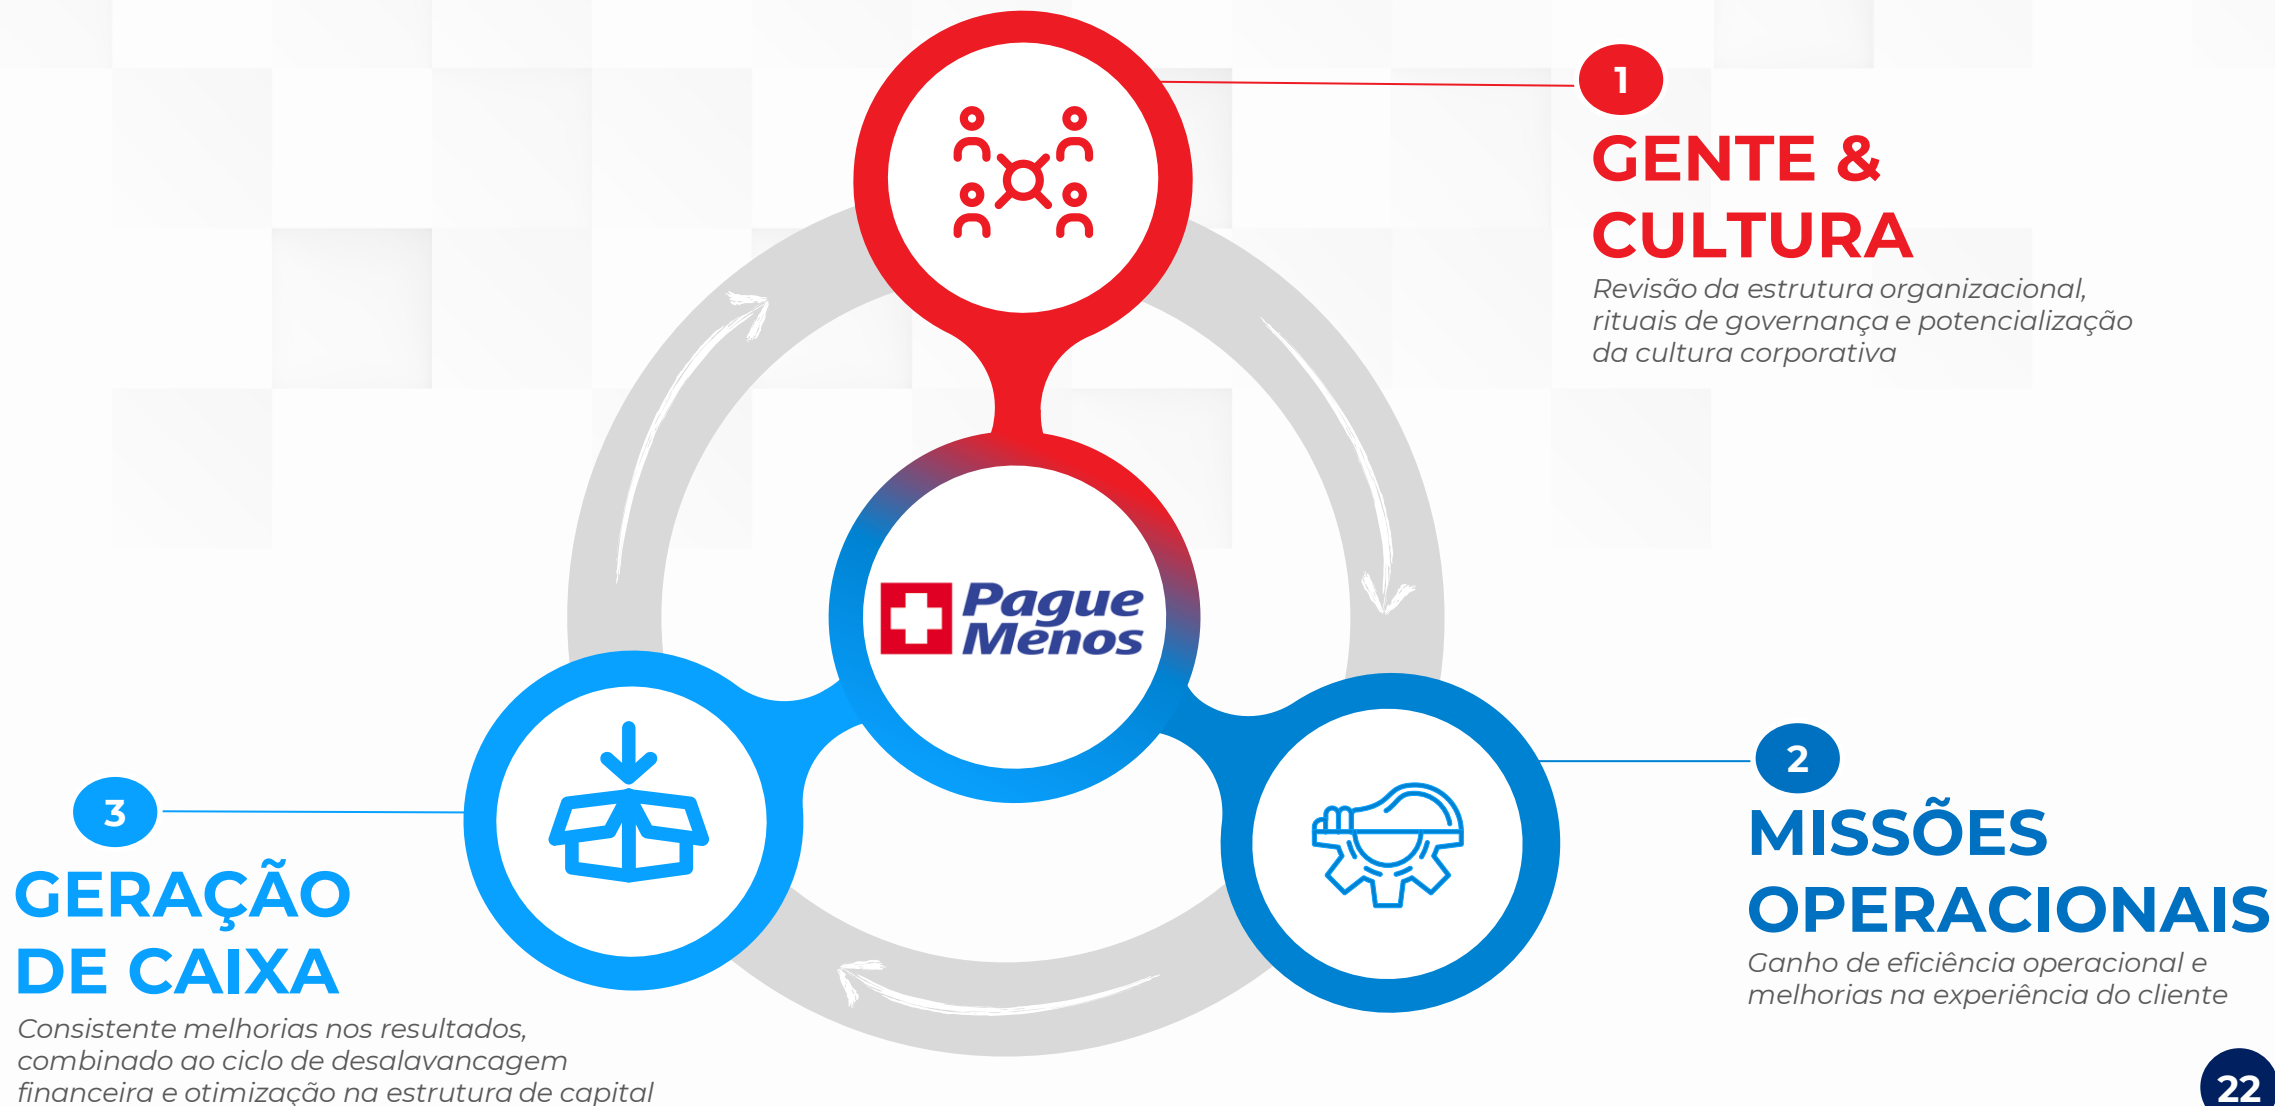 1
GENTE &
CULTURA
Revisão da estrutura organizacional,
rituais de governança e potencialização
da cultura corporativa
Pague
Menos
2
MISSÕES
OPERACIONAIS
Ganho de eficiência operacional e
melhorias na experiência do cliente
3
GERAÇÃO
DE CAIXA
Consistente melhorias nos resultados,
combinado ao ciclo de desalavancagem
financeira e otimização na estrutura de capital
22